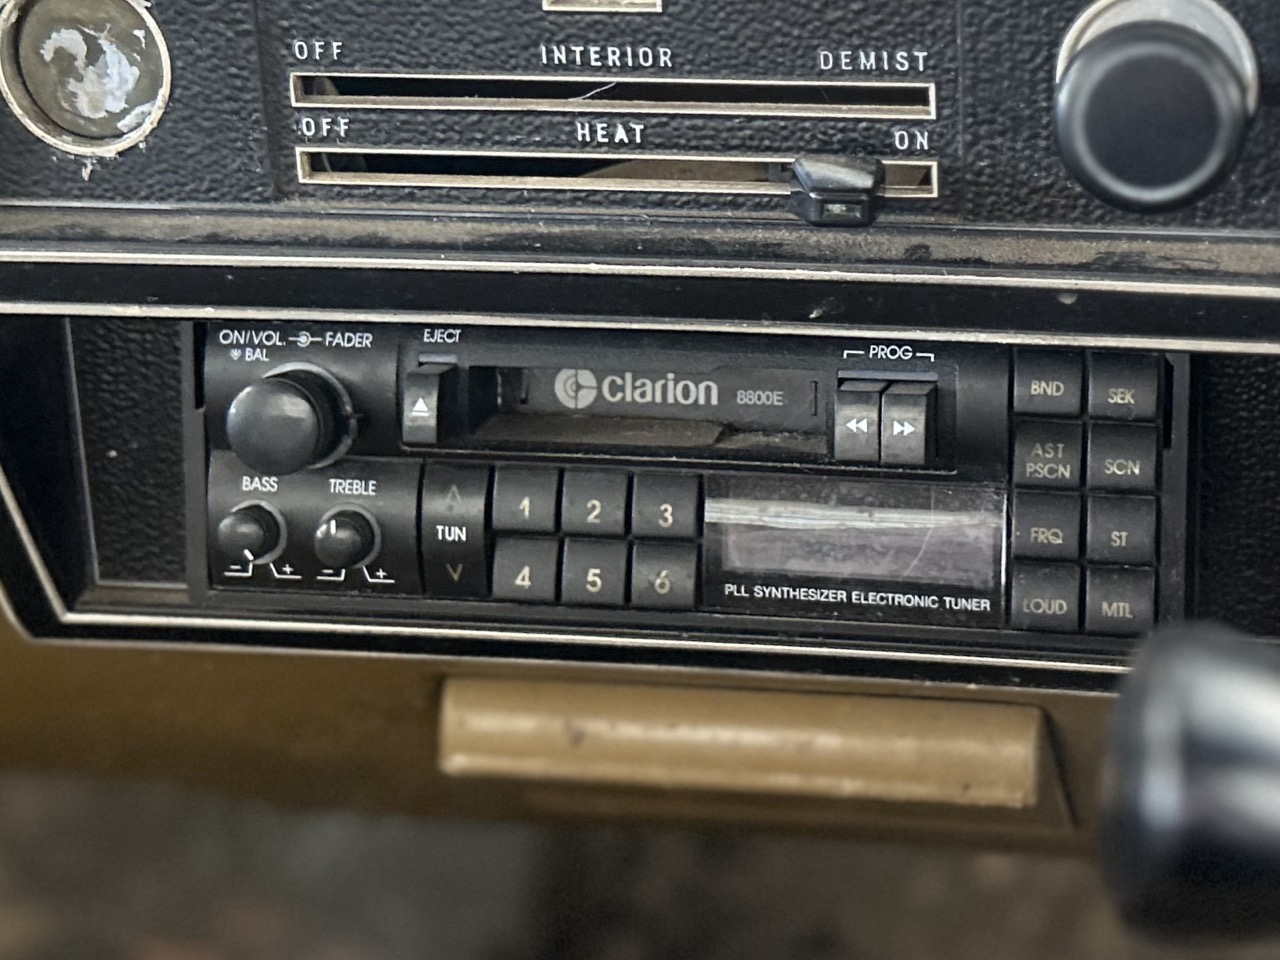 OFF INTERIOR DEMIST
OFF HEAT ON
ON/VOL. FADER
BAL
EJECT
Clarion 8800E
PROG
BND SEK
AST PSCN SCN
FRQ ST
LOUD MTL
BASS TREBLE
- + - +
TUN
1 2 3
4 5 6
PLL SYNTHESIZER ELECTRONIC TUNER